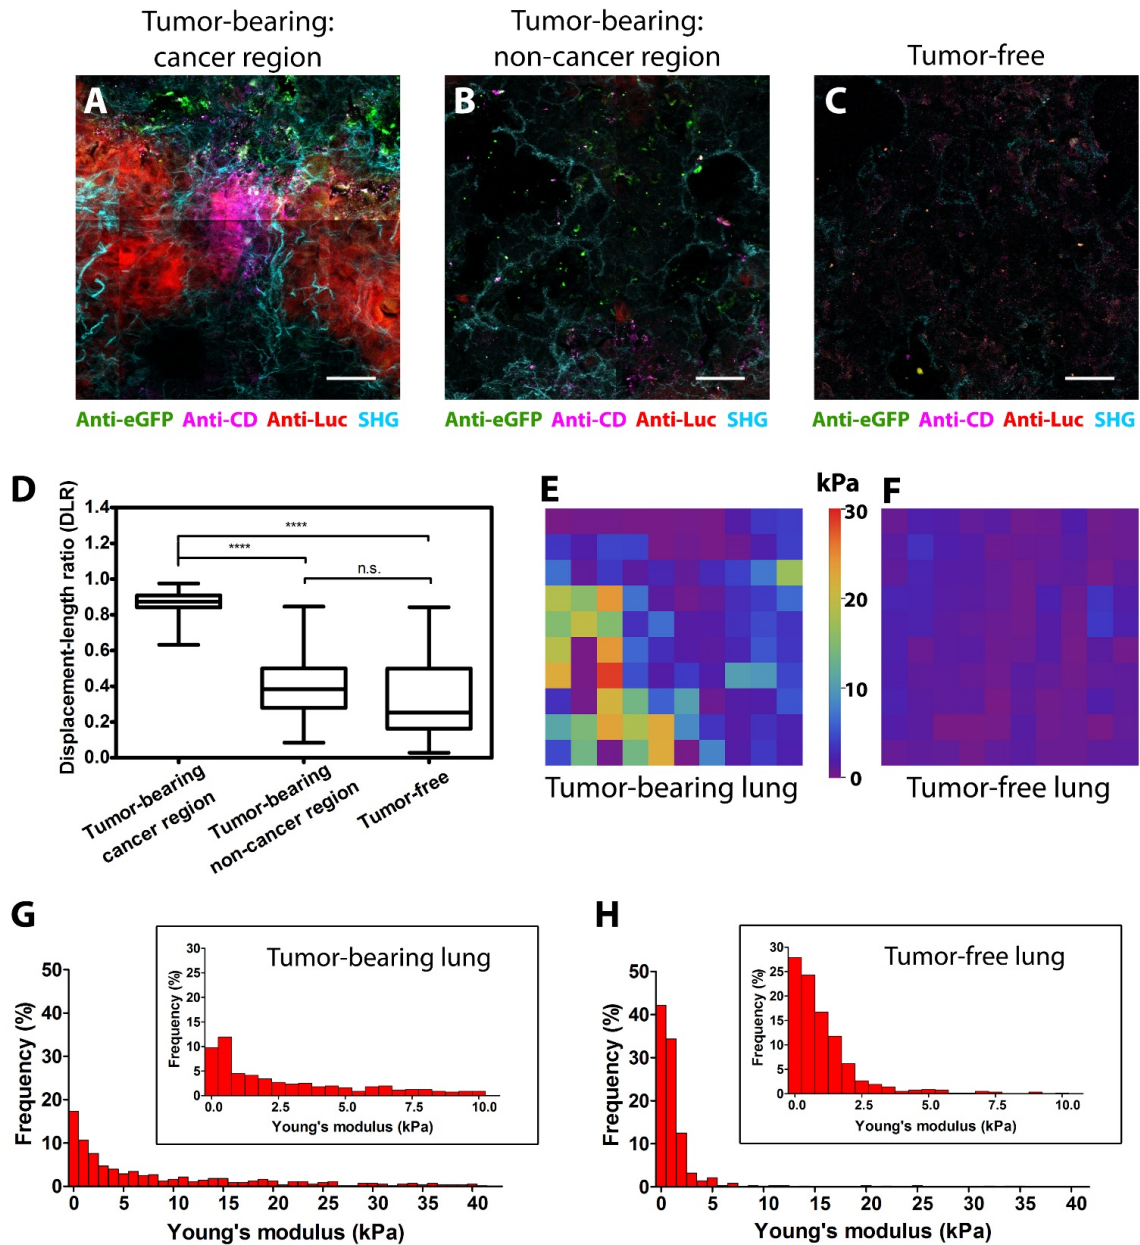 Tumor-bearing:
cancer region
Tumor-bearing:
non-cancer region
Tumor-free
A
B
C
Anti-eGFP Anti-CD Anti-Luc SHG
Anti-eGFP Anti-CD Anti-Luc SHG
Anti-eGFP Anti-CD Anti-Luc SHG
D
Displacement-length ratio (DLR)
1.4
1.2
1.0
0.8
0.6
0.4
0.2
0.0
****
****
n.s.
Tumor-bearing
cancer region
Tumor-bearing
non-cancer region
Tumor-free
E
Tumor-bearing lung
kPa
30
20
10
0
F
Tumor-free lung
G
Frequency (%)
50
40
30
20
10
0
0 5 10 15 20 25 30 35 40
Young's modulus (kPa)
Tumor-bearing lung
Frequency (%)
30
25
20
15
10
5
0
0.0 2.5 5.0 7.5 10.0
Young's modulus (kPa)
H
Frequency (%)
50
40
30
20
10
0
0 5 10 15 20 25 30 35 40
Young's modulus (kPa)
Tumor-free lung
Frequency (%)
30
25
20
15
10
5
0
0.0 2.5 5.0 7.5 10.0
Young's modulus (kPa)